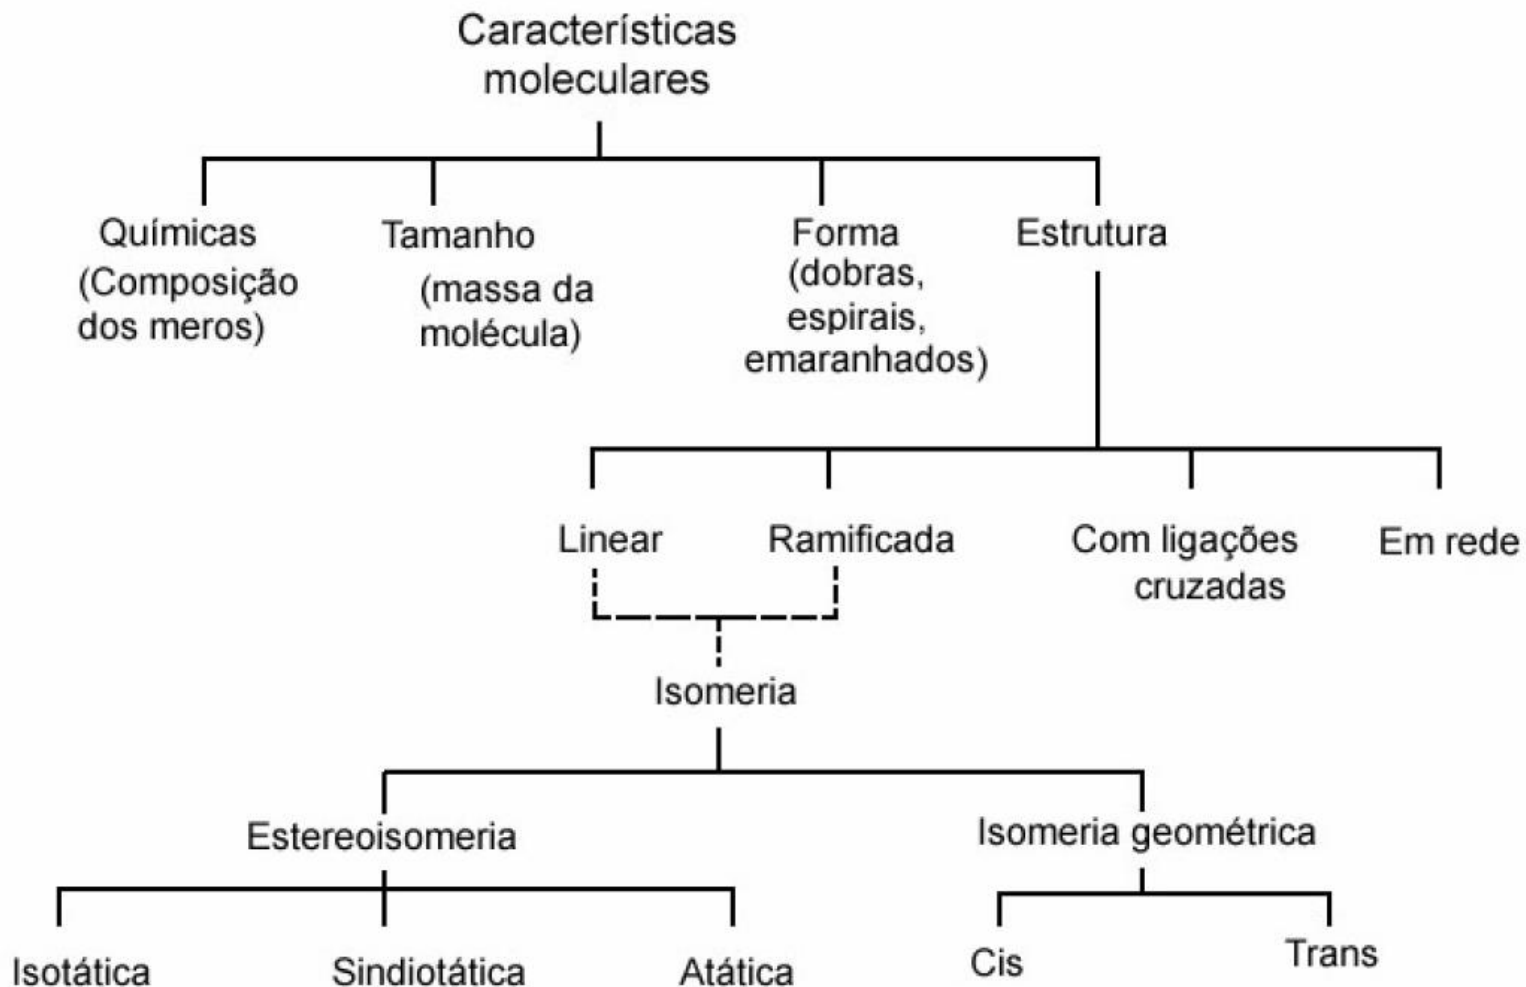 Características
moleculares
Químicas
(Composição
dos meros)
Tamanho
(massa da
molécula)
Forma
(dobras,
espirais,
emaranhados)
Estrutura
Linear
Ramificada
Com ligações
cruzadas
Em rede
Isomeria
Estereoisomeria
Isomeria geométrica
Isotática
Sindiotática
Atática
Cis
Trans